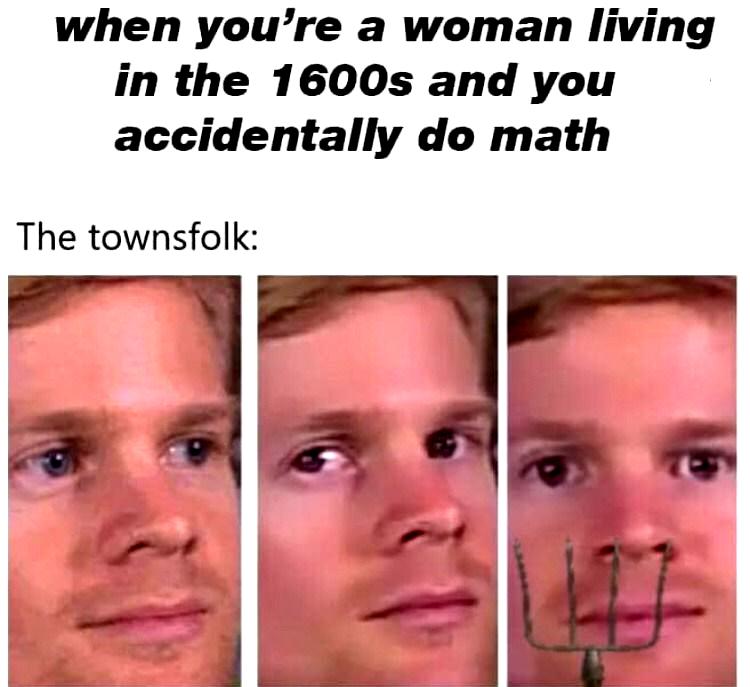 when you're a woman living
in the 1600s and you
accidentally do math
The townsfolk: